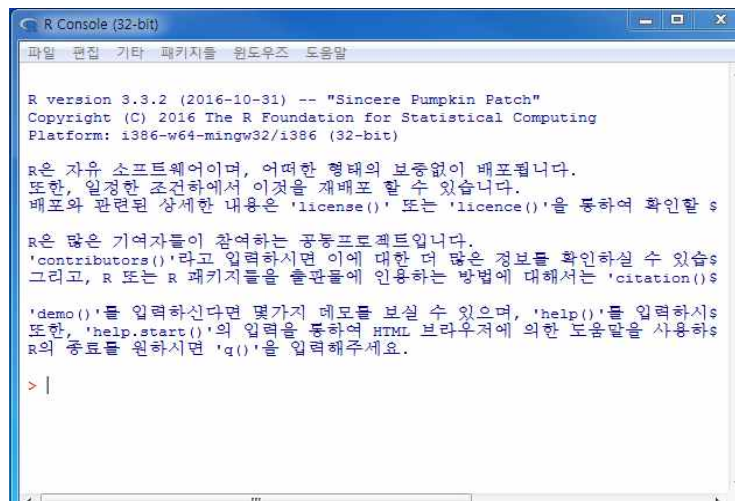 R Console (32-bit)
파일 편집 기타 패키지들 윈도우즈 도움말
R version 3.3.2 (2016-10-31) -- "Sincere Pumpkin Patch"
Copyright (C) 2016 The R Foundation for Statistical Computing
Platform: i386-w64-mingw32/i386 (32-bit)
R은 자유 소프트웨어이며, 어떠한 형태의 보증없이 배포됩니다.
또한, 일정한 조건하에서 이것을 재배포 할 수 있습니다.
배포와 관련된 상세한 내용은 'license()' 또는 'licence()'을 통하여 확인할 $
R은 많은 기여자들이 참여하는 공동프로젝트입니다.
'contributors()'라고 입력하시면 이에 대한 더 많은 정보를 확인하실 수 있습$
그리고, R 또는 R 패키지들을 출판물에 인용하는 방법에 대해서는 'citation()$
'demo()'를 입력하신다면 몇가지 데모를 보실 수 있으며, 'help()'를 입력하시$
또한, 'help.start()'의 입력을 통하여 HTML 브라우저에 의한 도움말을 사용하$
R의 종료를 원하시면 'q()'을 입력해주세요.
>